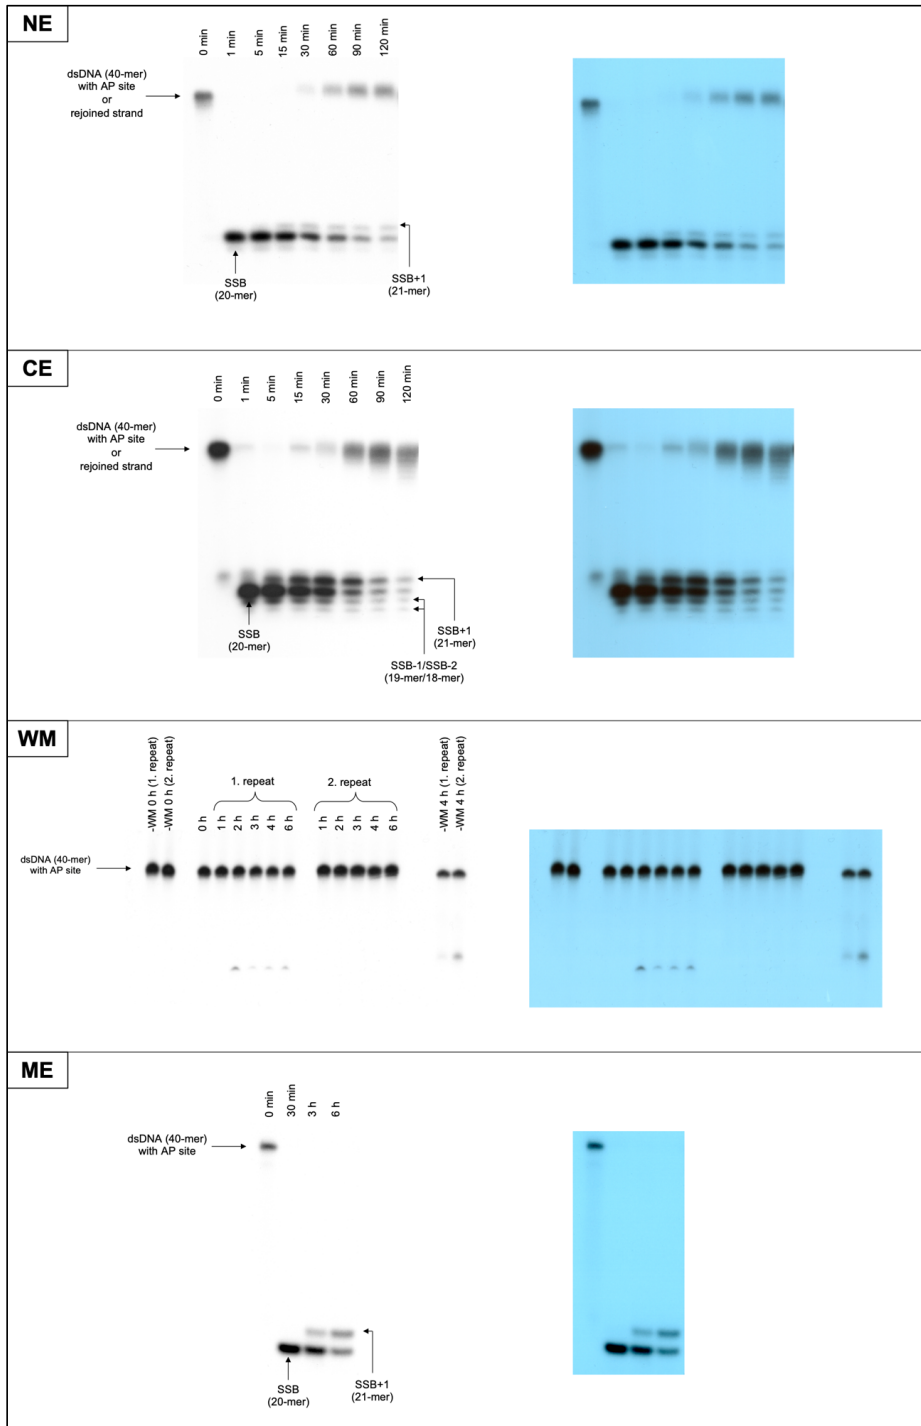 NE
0 min
1 min
5 min
15 min
30 min
60 min
90 min
120 min
dsDNA (40-mer)
with AP site
or
rejoined strand
SSB
(20-mer)
SSB+1
(21-mer)
CE
0 min
1 min
5 min
15 min
30 min
60 min
90 min
120 min
dsDNA (40-mer)
with AP site
or
rejoined strand
SSB
(20-mer)
SSB+1
(21-mer)
SSB-1/SSB-2
(19-mer/18-mer)
WM
-WM 0 h (1. repeat)
-WM 0 h (2. repeat)
1. repeat
2. repeat
-WM 4 h (1. repeat)
-WM 4 h (2. repeat)
0 h
1 h
2 h
3 h
4 h
6 h
1 h
2 h
3 h
4 h
6 h
dsDNA (40-mer)
with AP site
ME
0 min
30 min
3 h
6 h
dsDNA (40-mer)
with AP site
SSB
(20-mer)
SSB+1
(21-mer)